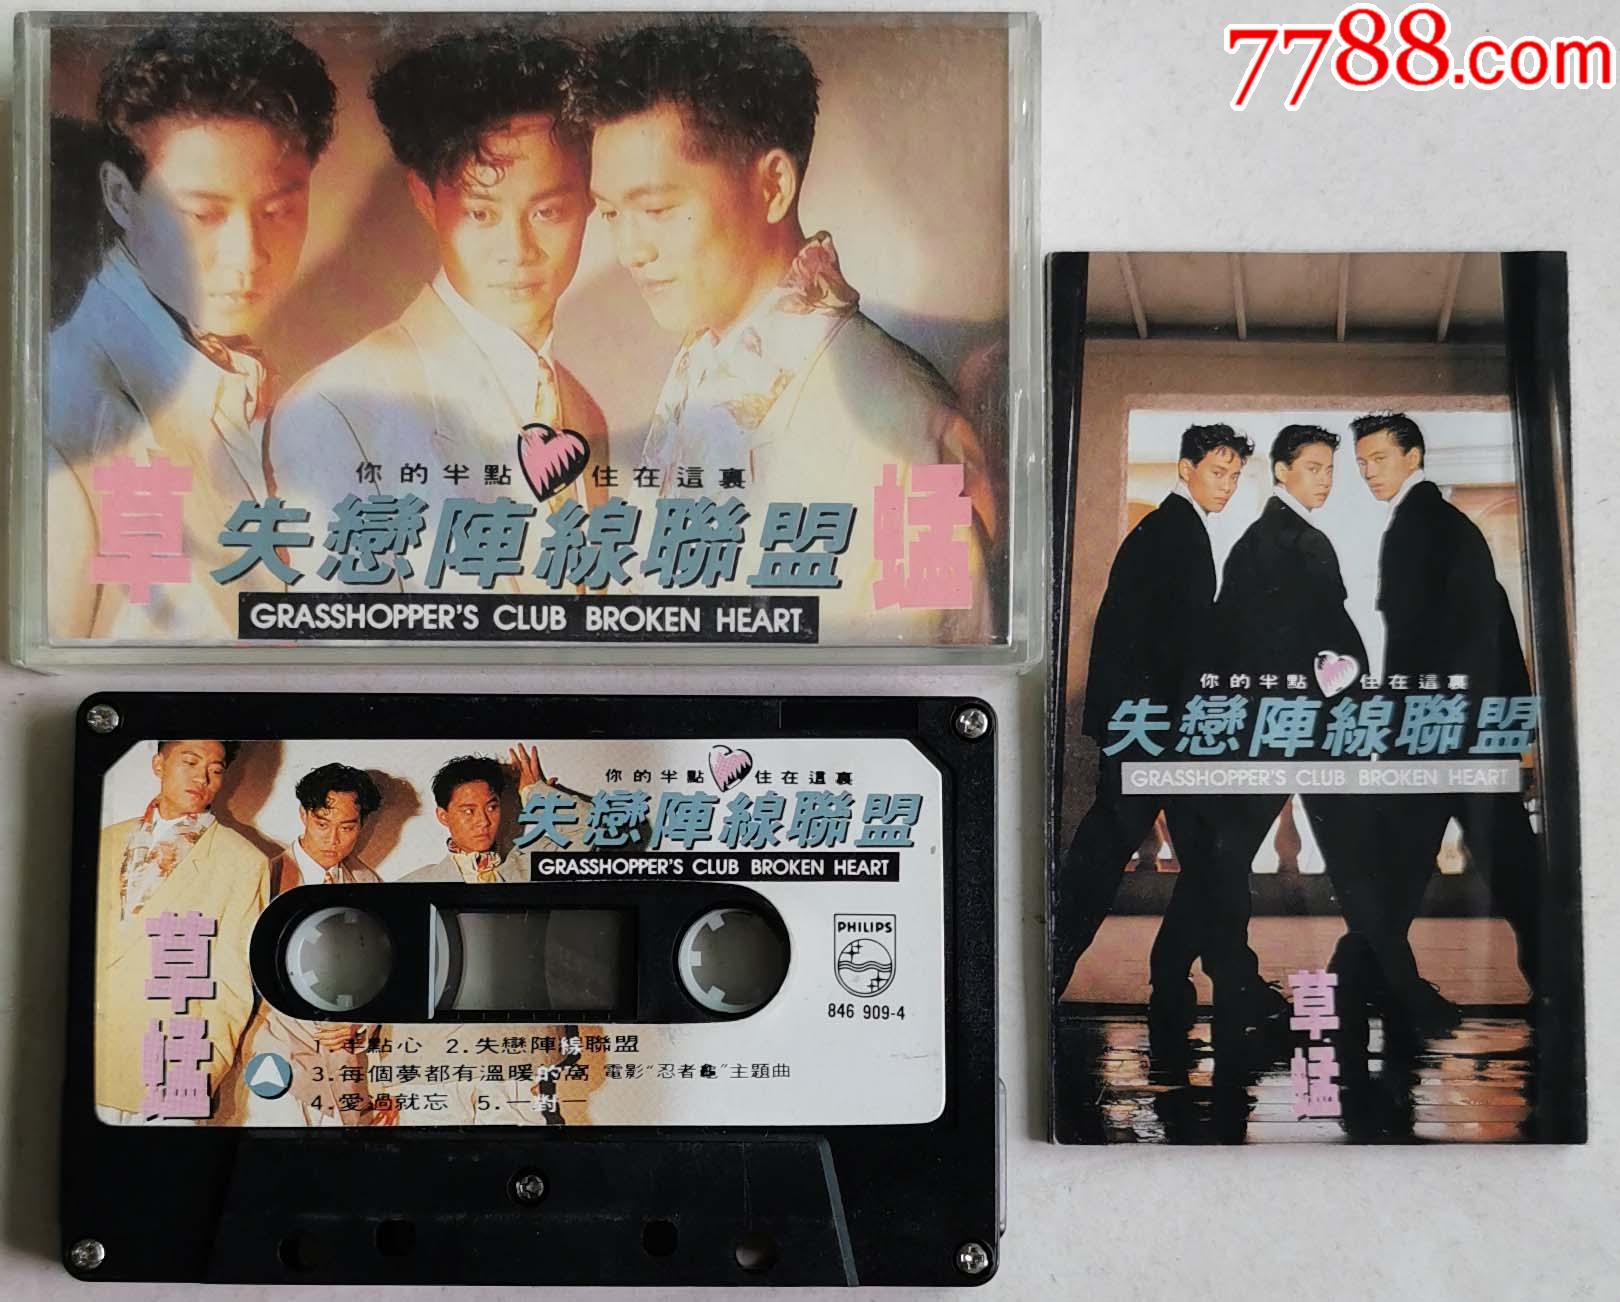 7788.com
你的半點 住在這裏
草 失戀陣線聯盟 蜢
GRASSHOPPER'S CLUB BROKEN HEART
你的半點 住在這裏
失戀陣線聯盟
GRASSHOPPER'S CLUB BROKEN HEART
草蜢
PHILIPS
846 909-4
1.半點心 2.失戀陣線聯盟
3.每個夢都有溫暖的窩 電影“忍者龜”主題曲
4.愛過就忘 5.一對一
你的半點 住在這裏
失戀陣線聯盟
GRASSHOPPER'S CLUB BROKEN HEART
草蜢